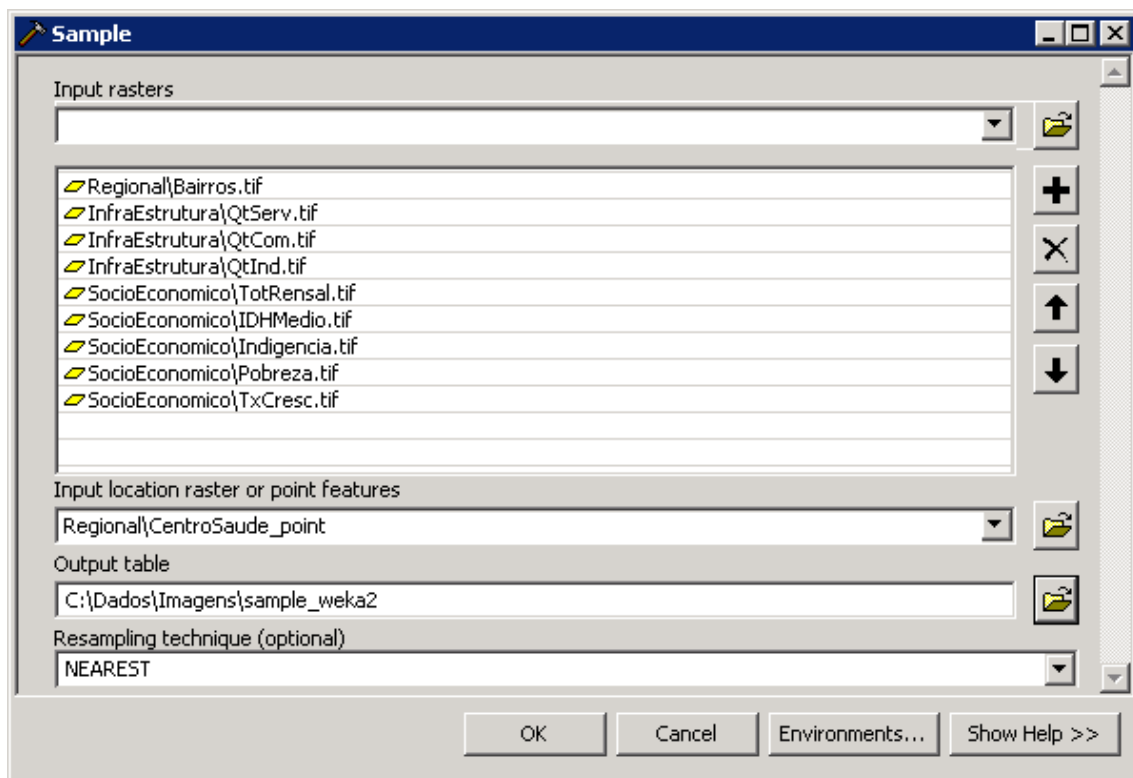 Sample
Input rasters
Regional\Bairros.tif
InfraEstrutura\QtServ.tif
InfraEstrutura\QtCom.tif
InfraEstrutura\QtInd.tif
SocioEconomico\TotRensal.tif
SocioEconomico\IDHMedio.tif
SocioEconomico\Indigencia.tif
SocioEconomico\Pobreza.tif
SocioEconomico\TxCresc.tif
Input location raster or point features
Regional\CentroSaude_point
Output table
C:\Dados\Imagens\sample_weka2
Resampling technique (optional)
NEAREST
OK Cancel Environments... Show Help >>